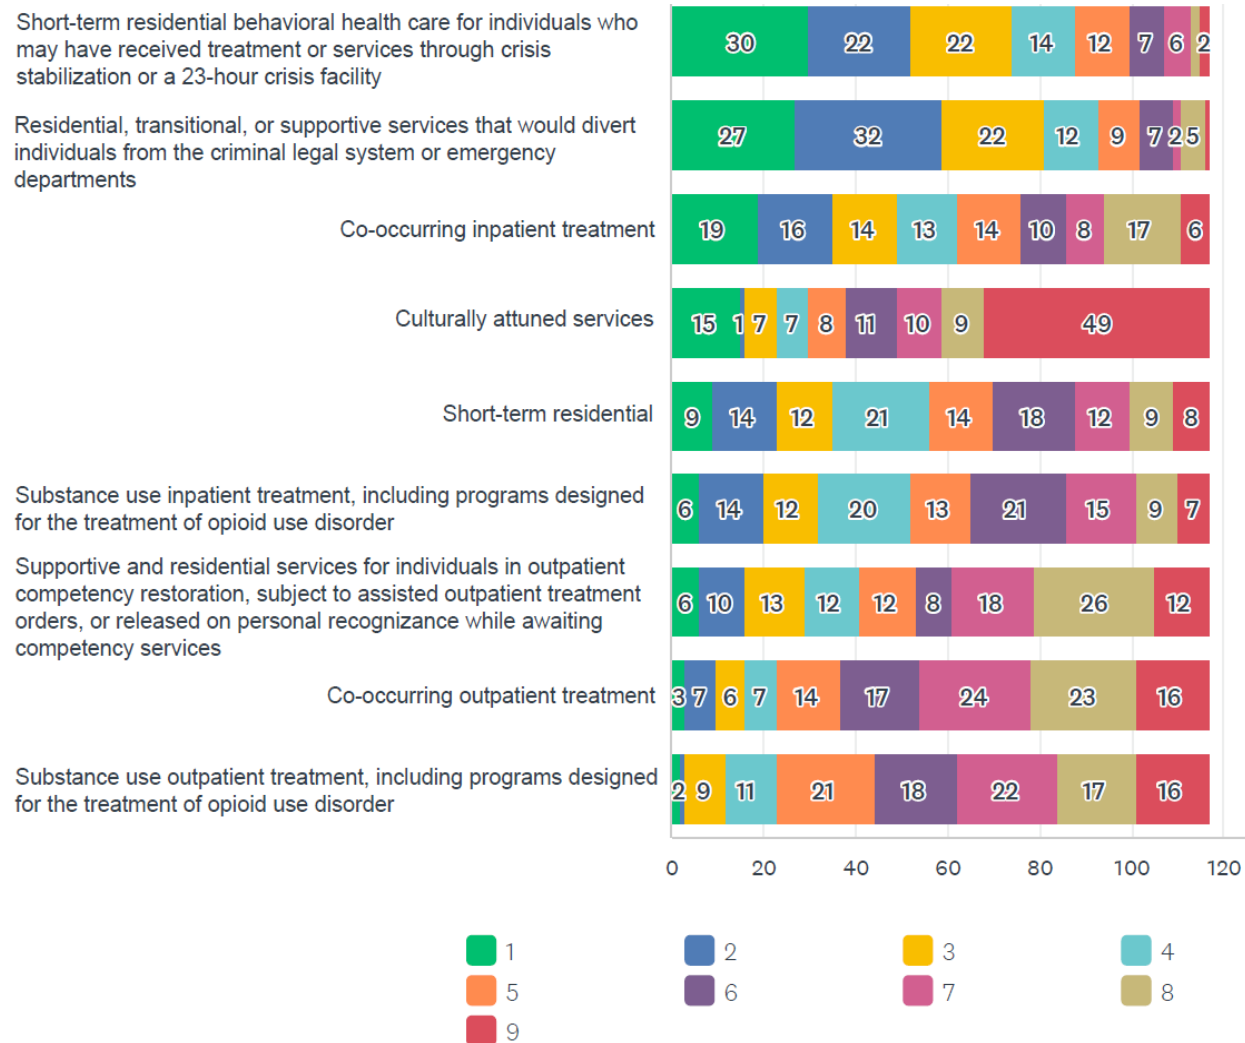 Short-term residential behavioral health care for individuals who
may have received treatment or services through crisis
stabilization or a 23-hour crisis facility
30 22 22 14 12 7 6 2
Residential, transitional, or supportive services that would divert
individuals from the criminal legal system or emergency
departments
27 32 22 12 9 7 2 5
Co-occurring inpatient treatment
19 16 14 13 14 10 8 17 6
Culturally attuned services
15 1 7 7 8 11 10 9 49
Short-term residential
9 14 12 21 14 18 12 9 8
Substance use inpatient treatment, including programs designed
for the treatment of opioid use disorder
6 14 12 20 13 21 15 9 7
Supportive and residential services for individuals in outpatient
competency restoration, subject to assisted outpatient treatment
orders, or released on personal recognizance while awaiting
competency services
6 10 13 12 12 8 18 26 12
Co-occurring outpatient treatment
3 7 6 7 14 17 24 23 16
Substance use outpatient treatment, including programs designed
for the treatment of opioid use disorder
2 9 11 21 18 22 17 16
0 20 40 60 80 100 120
1 2 3 4
5 6 7 8
9